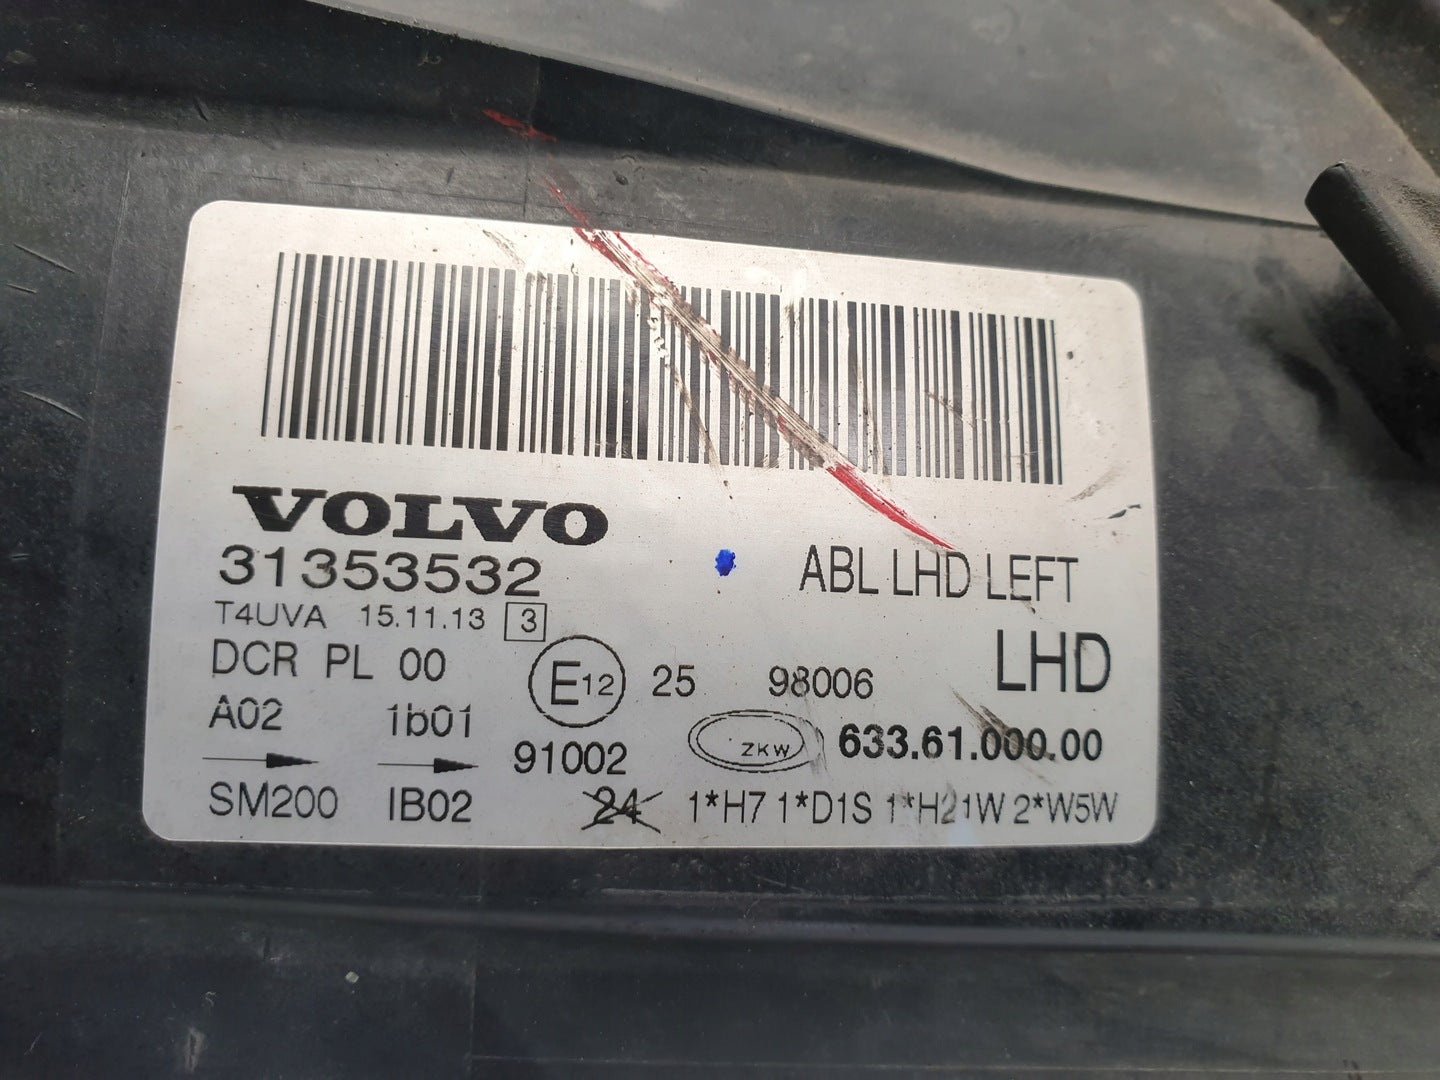 VOLVO
31353532
ABL LHD LEFT
T4UVA 15.11.13 3
LHD
DCR PL 00 E12 25 98006
A02 1b01 ZKW 633.61.000.00
91002
SM200 IB02 24 1*H7 1*D1S 1*H21W 2*W5W